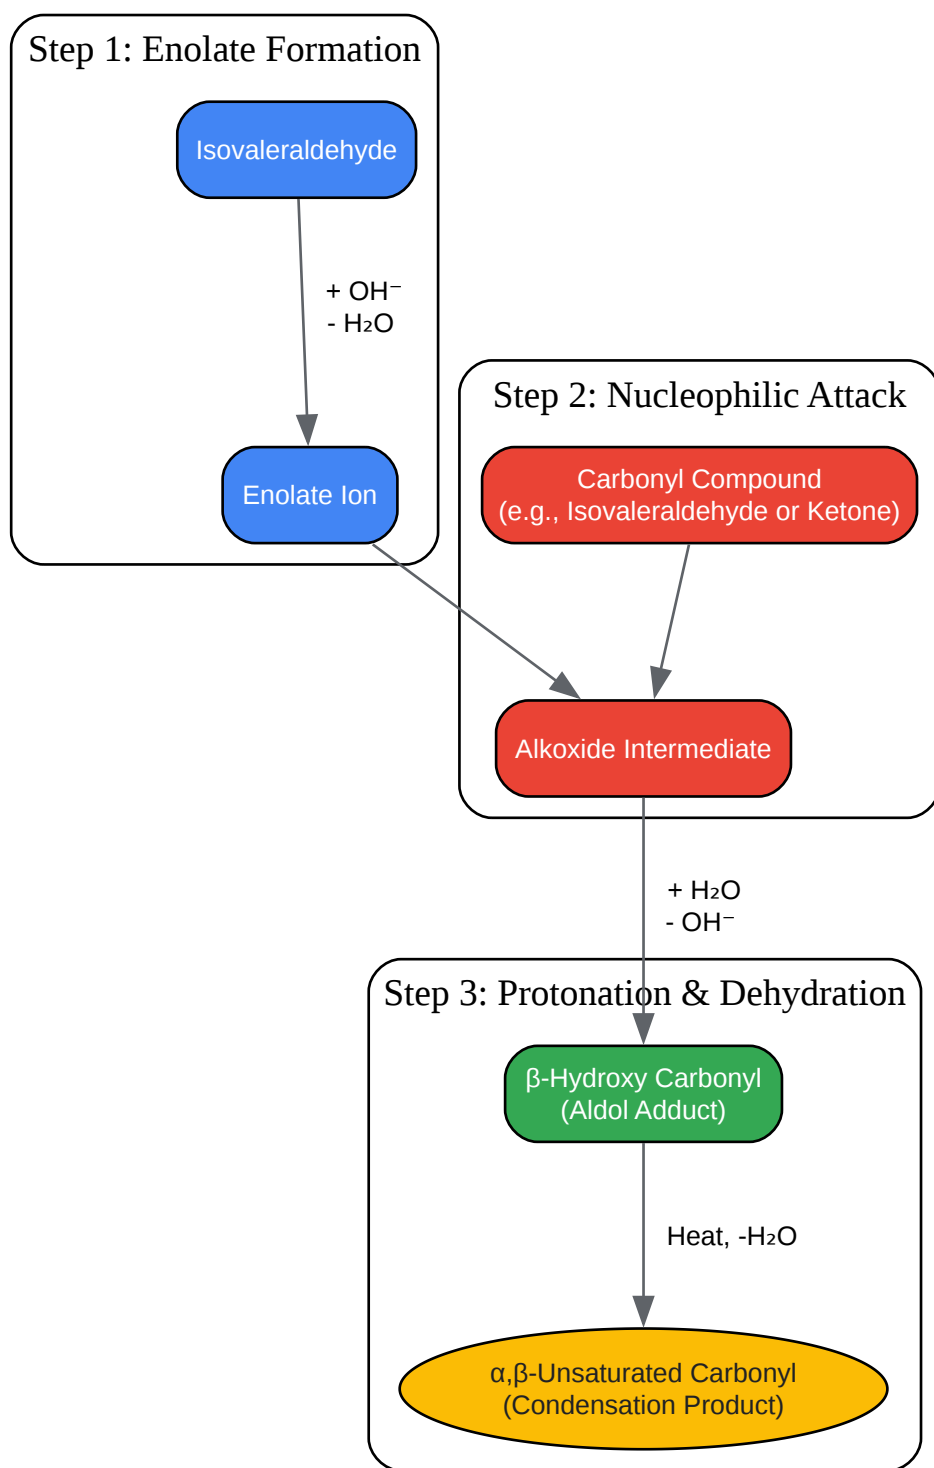 Step 1: Enolate Formation
Isovaleraldehyde
+ OH⁻
- H₂O
Enolate Ion
Step 2: Nucleophilic Attack
Carbonyl Compound
(e.g., Isovaleraldehyde or Ketone)
Alkoxide Intermediate
+ H₂O
- OH⁻
Step 3: Protonation & Dehydration
β-Hydroxy Carbonyl
(Aldol Adduct)
Heat, -H₂O
α,β-Unsaturated Carbonyl
(Condensation Product)